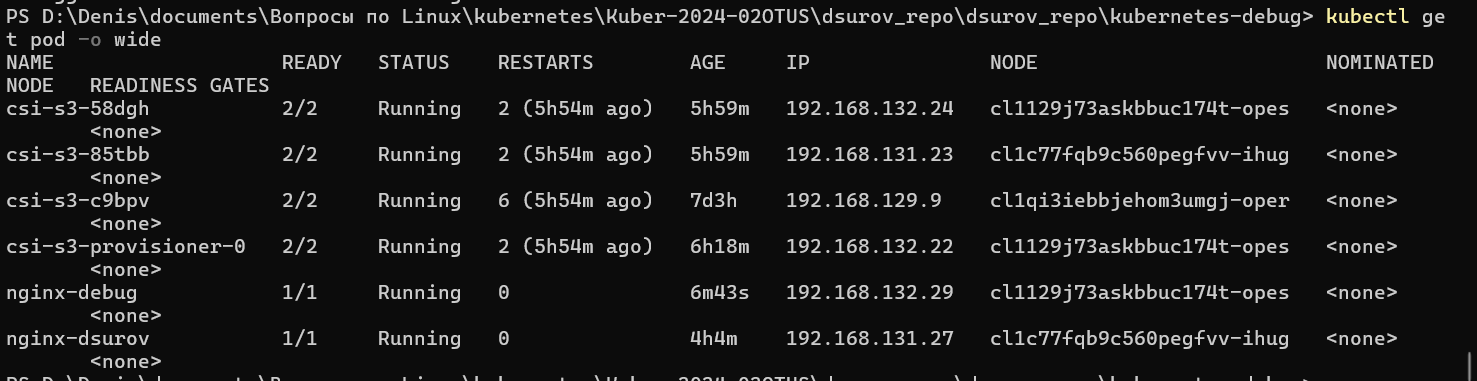 PS D:\Denis\documents\Вопросы по Linux\kubernetes\Kuber-2024-02OTUS\dsurov_repo\dsurov_repo\kubernetes-debug> kubectl ge
t pod -o wide
NAME                   READY   STATUS    RESTARTS        AGE     IP               NODE                        NOMINATED
NODE   READINESS GATES
csi-s3-58dgh           2/2     Running   2 (5h54m ago)   5h59m   192.168.132.24   cl1129j73askbbuc174t-opes   <none>
       <none>
csi-s3-85tbb           2/2     Running   2 (5h54m ago)   5h59m   192.168.131.23   cl1c77fqb9c560pegfvv-ihug   <none>
       <none>
csi-s3-c9bpv           2/2     Running   6 (5h54m ago)   7d3h    192.168.129.9    cl1qi3iebbjehom3umgj-oper   <none>
       <none>
csi-s3-provisioner-0   2/2     Running   2 (5h54m ago)   6h18m   192.168.132.22   cl1129j73askbbuc174t-opes   <none>
       <none>
nginx-debug            1/1     Running   0               6m43s   192.168.132.29   cl1129j73askbbuc174t-opes   <none>
       <none>
nginx-dsurov           1/1     Running   0               4h4m    192.168.131.27   cl1c77fqb9c560pegfvv-ihug   <none>
       <none>